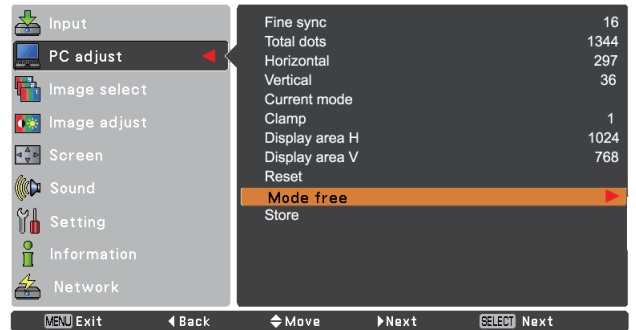 Input
PC adjust
Image select
Image adjust
Screen
Sound
Setting
Information
Network
Fine sync 16
Total dots 1344
Horizontal 297
Vertical 36
Current mode
Clamp 1
Display area H 1024
Display area V 768
Reset
Mode free
Store
MENU Exit Back Move Next SELECT Next